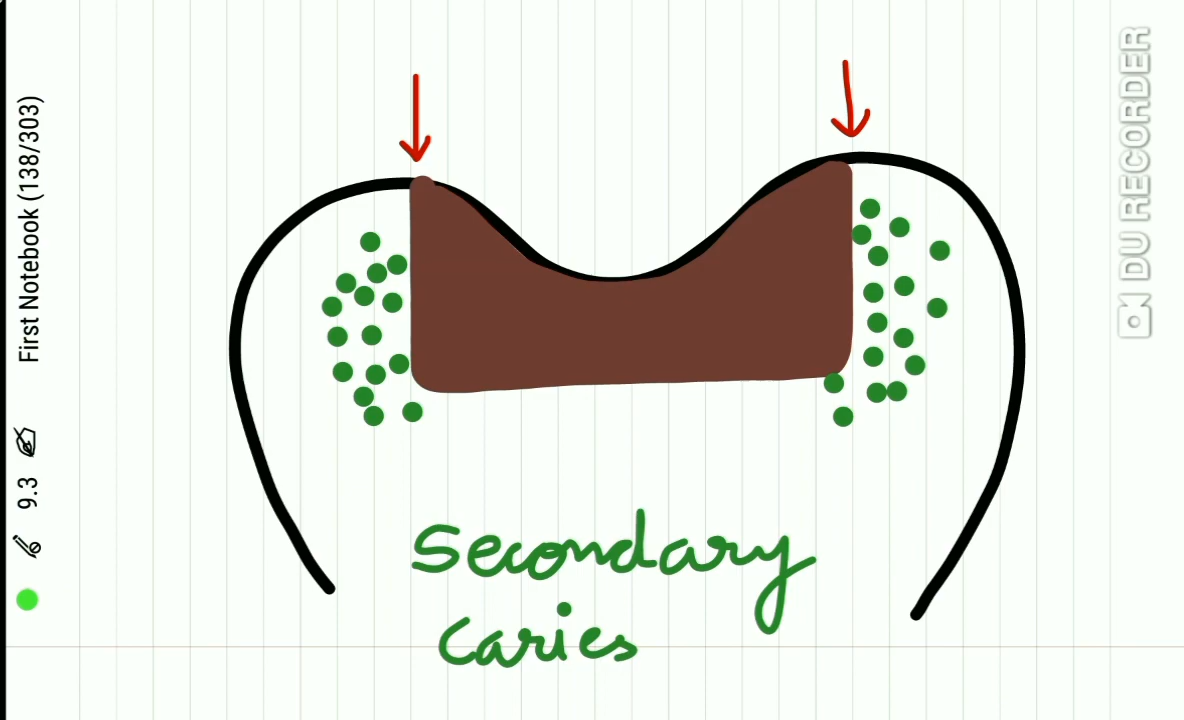 First Notebook (138/303)
9.3
DU RECORDER
Secondary
Caries